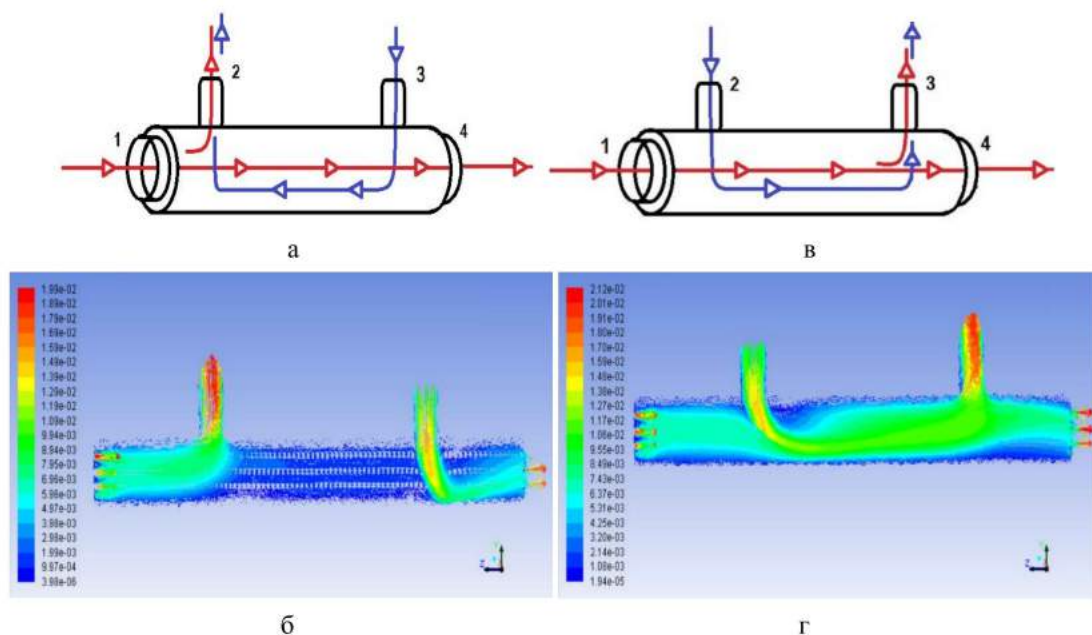 1 2 3 4
1 2 3 4
а
в
1.99e-02
1.89e-02
1.79e-02
1.69e-02
1.59e-02
1.49e-02
1.39e-02
1.29e-02
1.19e-02
1.09e-02
9.94e-03
8.94e-03
7.95e-03
6.96e-03
5.96e-03
4.97e-03
3.98e-03
2.98e-03
1.99e-03
9.97e-04
3.98e-06
Y
Z
X
2.12e-02
2.01e-02
1.91e-02
1.80e-02
1.70e-02
1.59e-02
1.48e-02
1.38e-02
1.27e-02
1.17e-02
1.06e-02
9.55e-03
8.49e-03
7.43e-03
6.37e-03
5.31e-03
4.25e-03
3.20e-03
2.14e-03
1.08e-03
1.94e-05
Y
Z
X
б
г